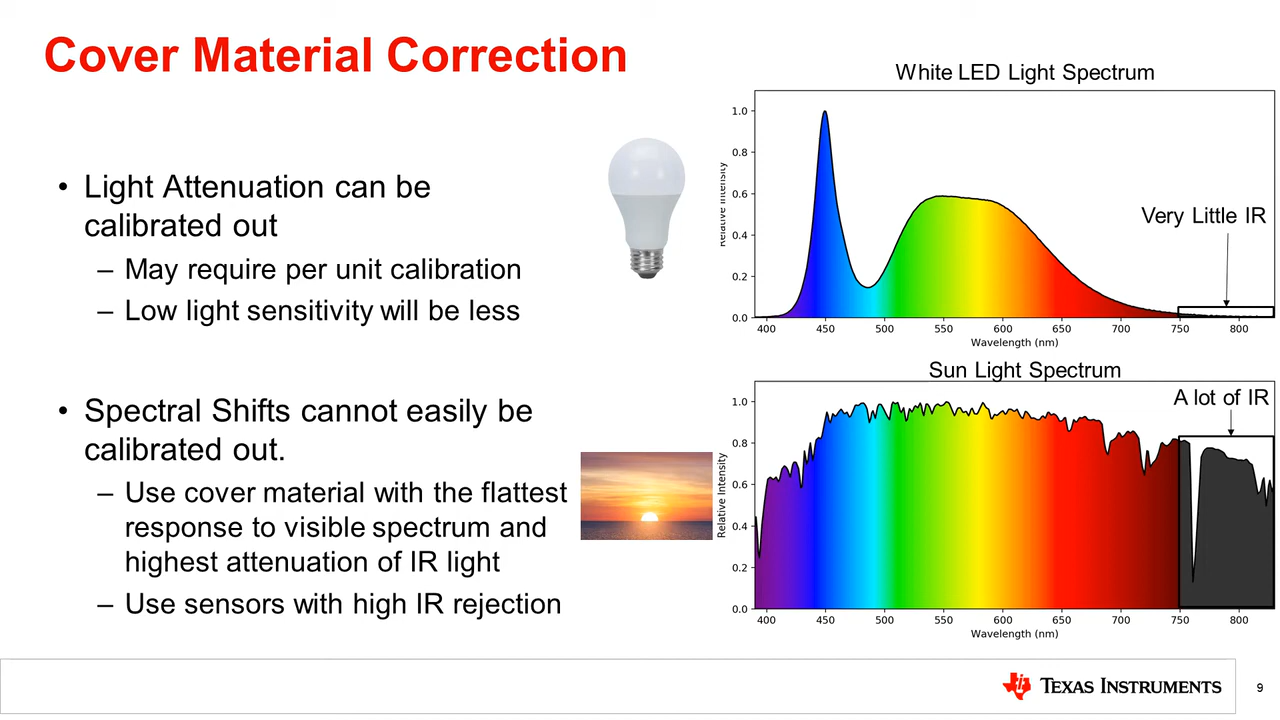 Cover Material Correction
• Light Attenuation can be
calibrated out
– May require per unit calibration
– Low light sensitivity will be less
• Spectral Shifts cannot easily be
calibrated out.
– Use cover material with the flattest
response to visible spectrum and
highest attenuation of IR light
– Use sensors with high IR rejection
White LED Light Spectrum
Relative Intensity
1.0
0.8
0.6
0.4
0.2
0.0
Very Little IR
400 450 500 550 600 650 700 750 800
Wavelength (nm)
Sun Light Spectrum
Relative Intensity
1.0
0.8
0.6
0.4
0.2
0.0
A lot of IR
400 450 500 550 600 650 700 750 800
Wavelength (nm)
TEXAS INSTRUMENTS
9